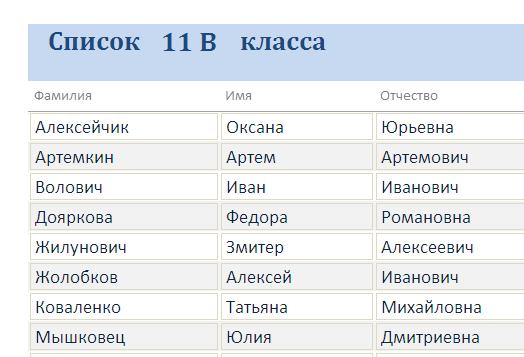 Список 11 В класса
Фамилия Имя Отчество
Алексейчик Оксана Юрьевна
Артемкин Артем Артемович
Волович Иван Иванович
Дояркова Федора Романовна
Жилунович Змитер Алексеевич
Жолобков Алексей Иванович
Коваленко Татьяна Михайловна
Мышковец Юлия Дмитриевна